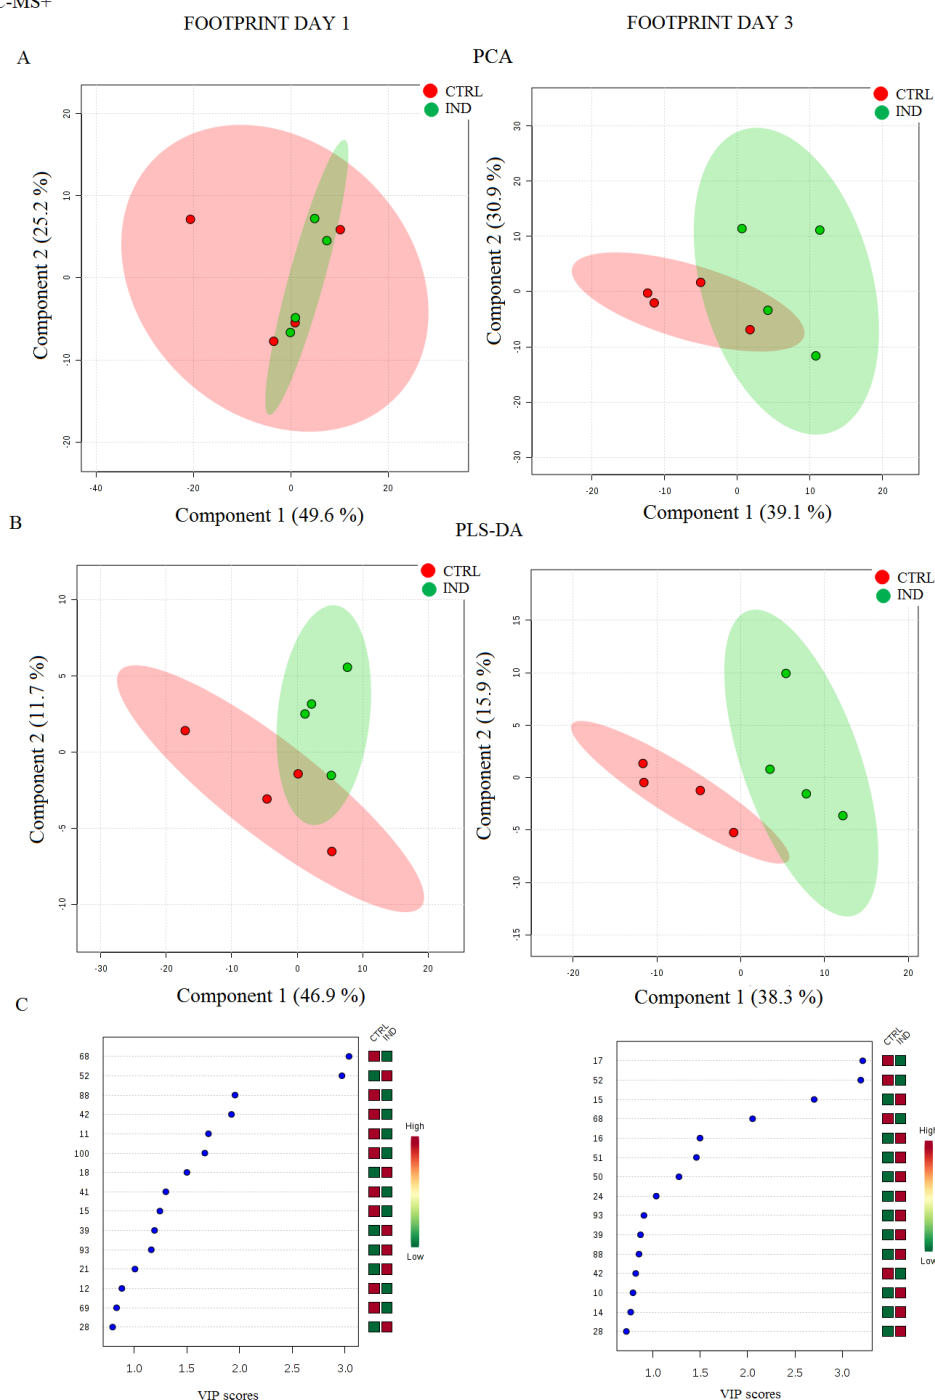 C-MS+
FOOTPRINT DAY 1
FOOTPRINT DAY 3
A
PCA
CTRL
IND
20
10
0
-10
-20
Component 2 (25.2 %)
-40
-20
0
20
Component 1 (49.6 %)
CTRL
IND
30
20
10
0
-10
-20
-30
Component 2 (30.9 %)
-20
-10
0
10
20
Component 1 (39.1 %)
B
PLS-DA
CTRL
IND
10
5
0
-5
-10
Component 2 (11.7 %)
-30
-20
-10
0
10
20
Component 1 (46.9 %)
CTRL
IND
15
10
5
0
-5
-10
-15
Component 2 (15.9 %)
-20
-10
0
10
20
Component 1 (38.3 %)
C
CTRL
IND
68
52
88
42
11
100
18
41
15
39
93
21
12
69
28
High
Low
1.0
1.5
2.0
2.5
3.0
VIP scores
CTRL
IND
17
52
15
68
16
51
50
24
93
39
88
42
10
14
28
High
Low
1.0
1.5
2.0
2.5
3.0
VIP scores